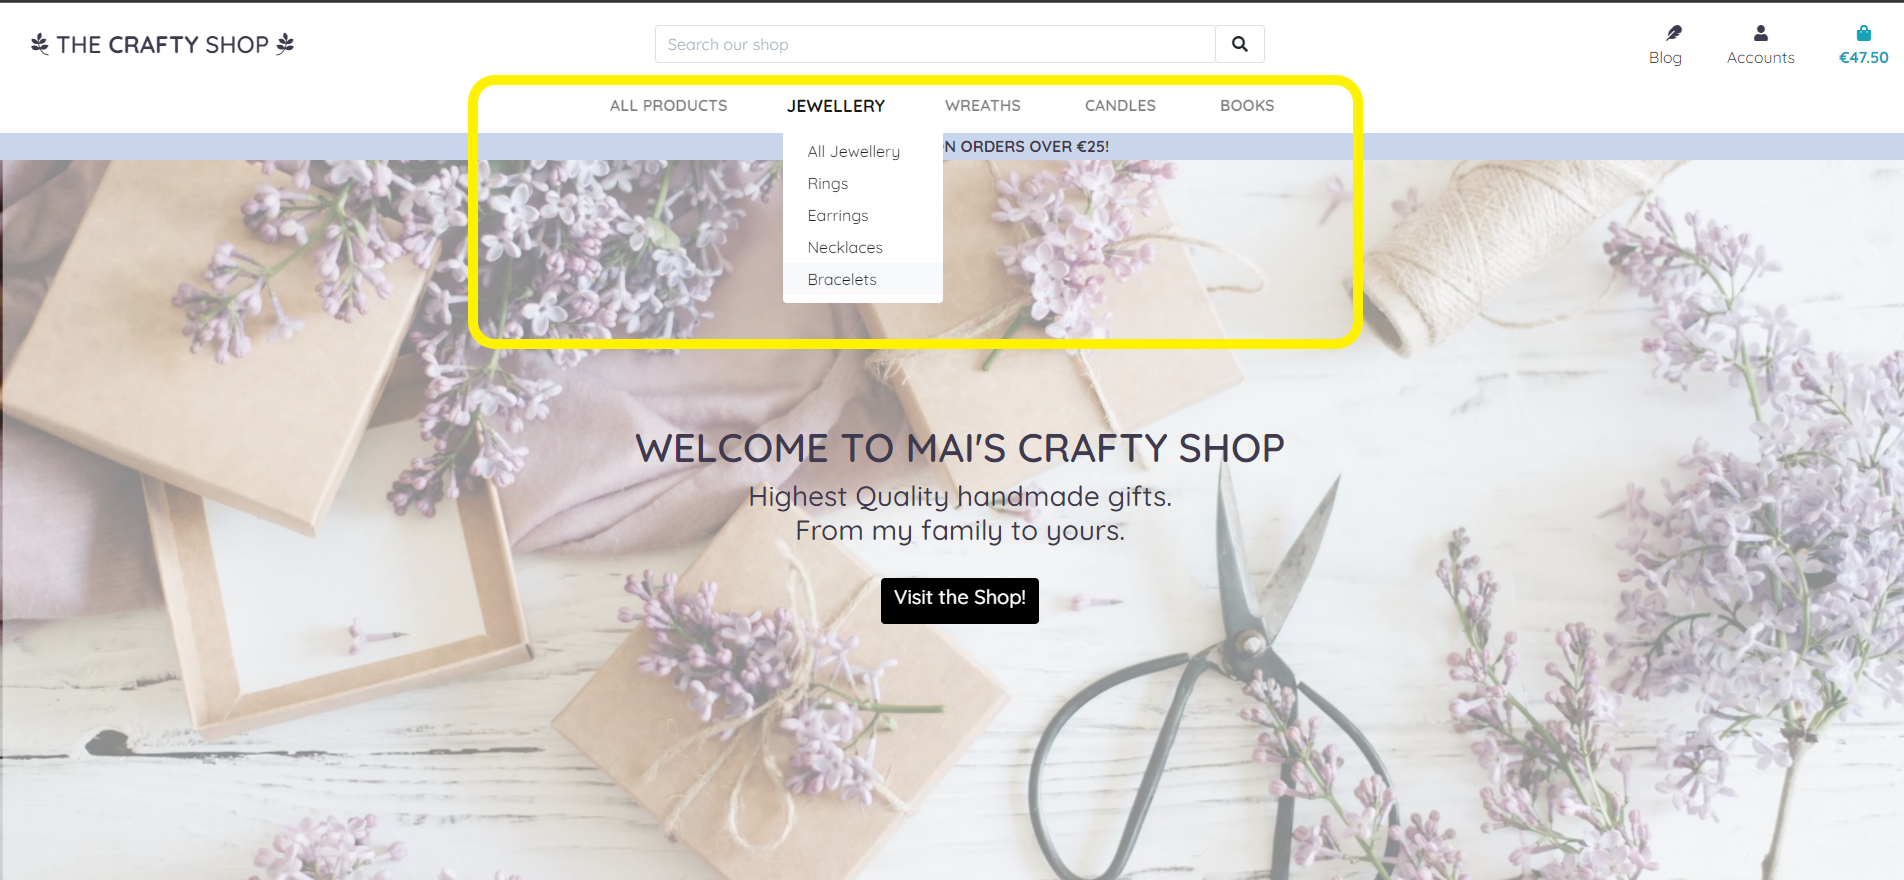 THE CRAFTY SHOP
Search our shop
Blog
Accounts
€47.50
ALL PRODUCTS
JEWELLERY
WREATHS
CANDLES
BOOKS
ORDERS OVER €25!
All Jewellery
Rings
Earrings
Necklaces
Bracelets
WELCOME TO MAI'S CRAFTY SHOP
Highest Quality handmade gifts.
From my family to yours.
Visit the Shop!